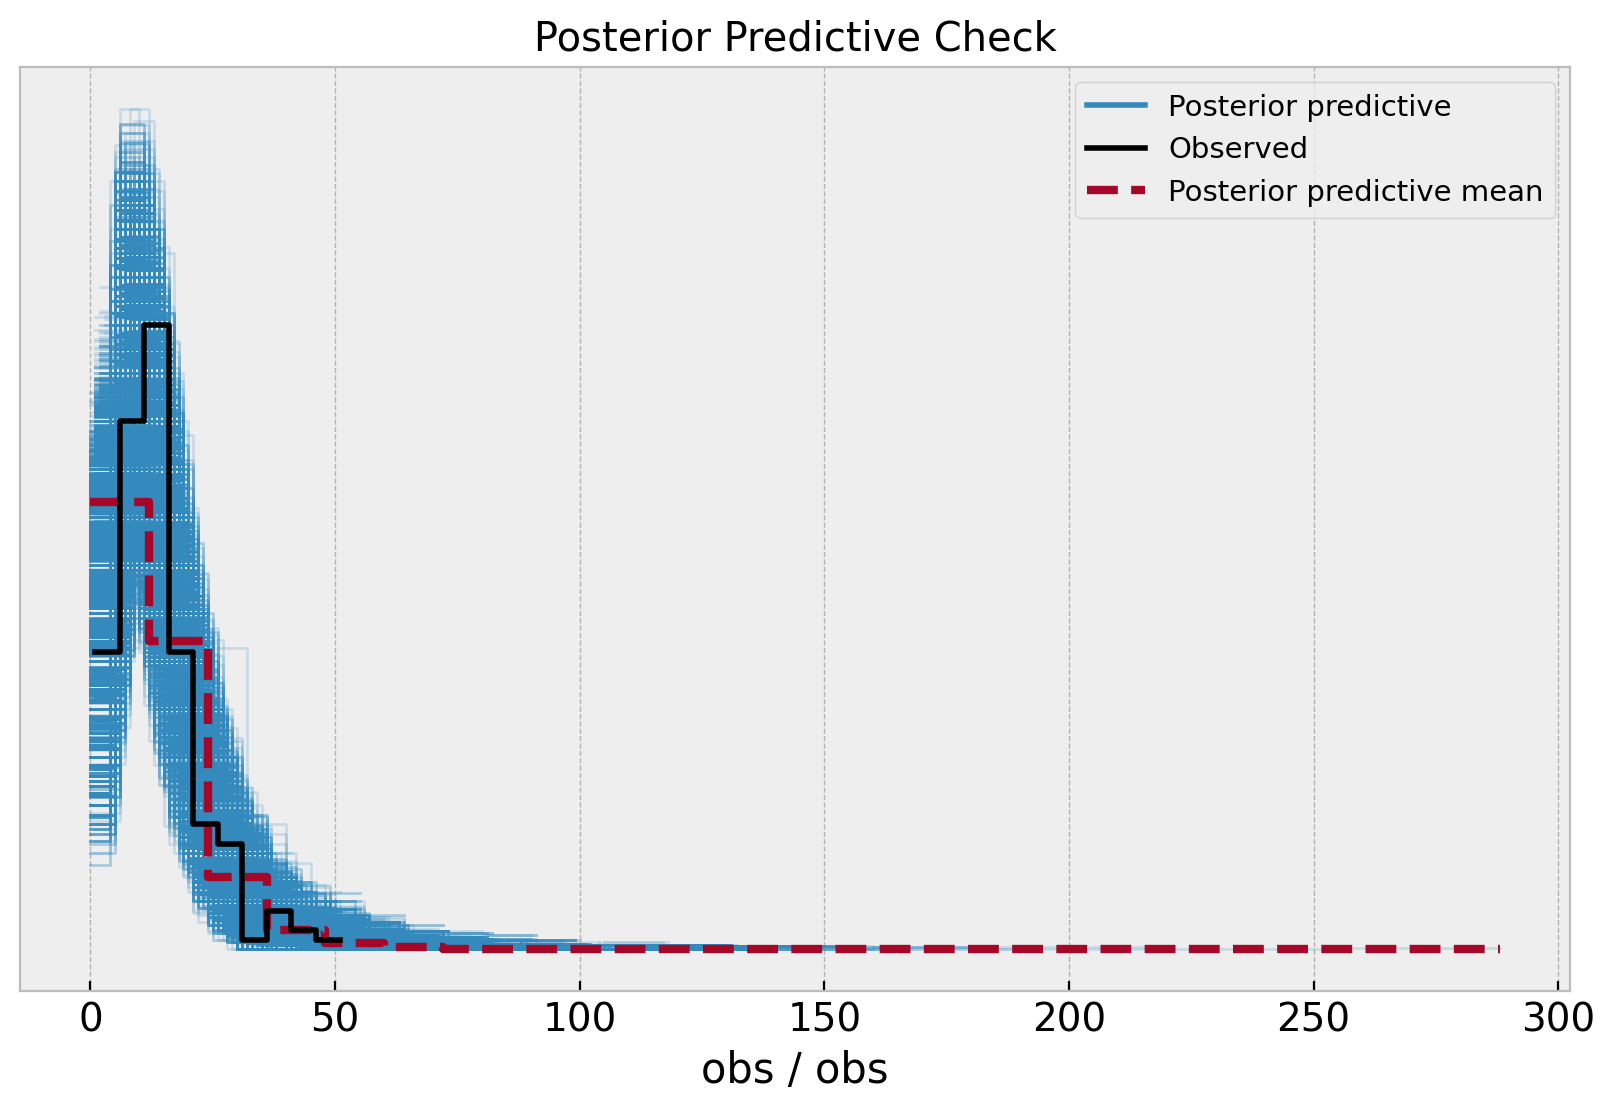 Posterior Predictive Check
Posterior predictive
Observed
Posterior predictive mean
0 50 100 150 200 250 300
obs / obs